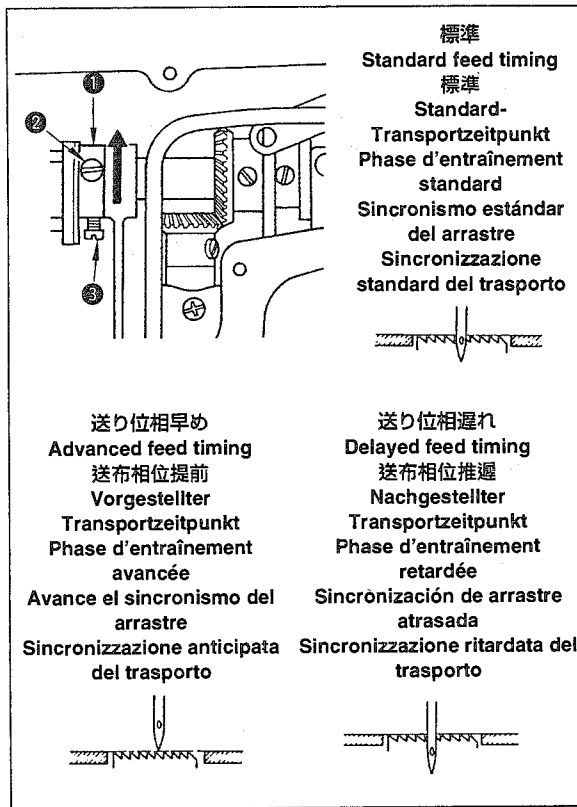 ❶
❷
❸
標準
Standard feed timing
標準
Standard-
Transportzeitpunkt
Phase d'entraînement
standard
Sincronismo estándar
del arrastre
Sincronizzazione
standard del trasporto
送り位相早め
Advanced feed timing
送布相位提前
Vorgestellter
Transportzeitpunkt
Phase d'entraînement
avancée
Avance el sincronismo del
arrastre
Sincronizzazione anticipata
del trasporto
送り位相遅れ
Delayed feed timing
送布相位推遲
Nachgestellter
Transportzeitpunkt
Phase d'entraînement
retardée
Sincrònización de arrastre
atrasada
Sincronizzazione ritardata del
trasporto